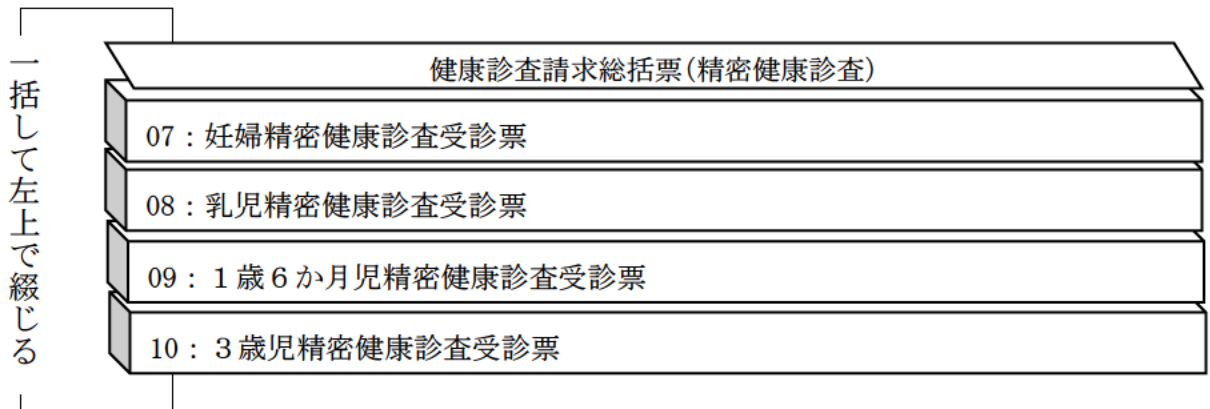 一括して左上で綴じる
健康診査請求総括票（精密健康診査）
07：妊婦精密健康診査受診票
08：乳児精密健康診査受診票
09：１歳６か月児精密健康診査受診票
10：３歳児精密健康診査受診票